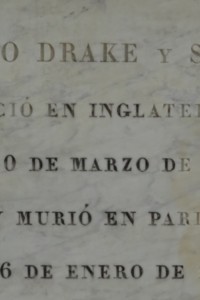 O DRAKE Y S
CIÓ EN INGLATE
0 DE MARZO DE
Y MURIÓ EN PAR
6 DE ENERO DE